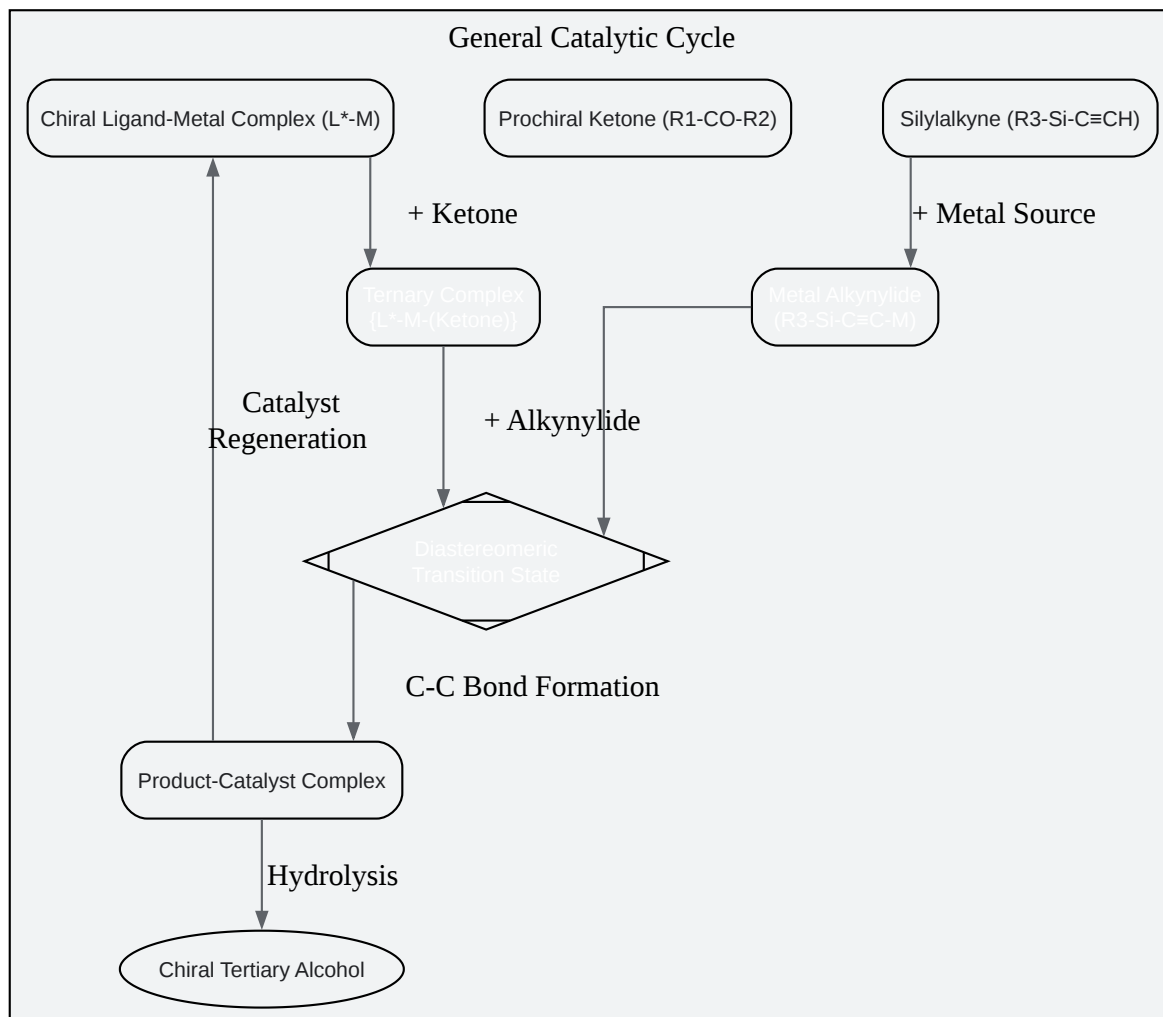 General Catalytic Cycle
Chiral Ligand-Metal Complex (L*-M)
Prochiral Ketone (R1-CO-R2)
Silylalkyne (R3-Si-C≡CH)
+ Ketone
+ Metal Source
Ternary Complex
{L*-M-(Ketone)}
Metal Alkynylide
(R3-Si-C≡C-M)
Catalyst
Regeneration
+ Alkynylide
Diastereomeric
Transition State
C-C Bond Formation
Product-Catalyst Complex
Hydrolysis
Chiral Tertiary Alcohol